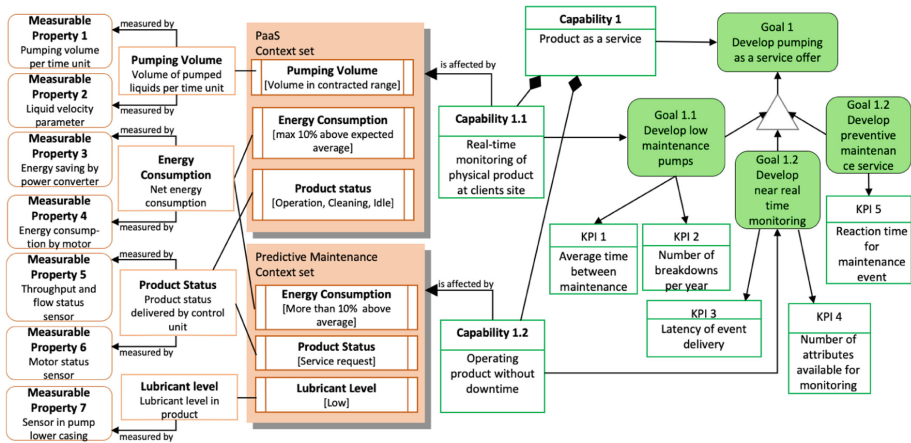 Measurable
Property 1
Pumping volume
per time unit
measured by
Measurable
Property 2
Liquid velocity
parameter
measured by
Pumping Volume
Volume of pumped
liquids per time unit
Measurable
Property 3
Energy saving by
power converter
measured by
Measurable
Property 4
Energy consump-
tion by motor
measured by
Energy
Consumption
Net energy
consumption
Measurable
Property 5
Throughput and
flow status
sensor
measured by
Measurable
Property 6
Motor status
sensor
measured by
Product Status
Product status
delivered by control
unit
Measurable
Property 7
Sensor in pump
lower casing
measured by
Lubricant level
Lubricant level in
product
PaaS
Context set
Pumping Volume
[Volume in contracted range]
Energy Consumption
[max 10% above expected
average]
Product status
[Operation, Cleaning, Idle]
Predictive Maintenance
Context set
Energy Consumption
[More than 10% above
average]
Product Status
[Service request]
Lubricant Level
[Low]
is affected by
is affected by
Capability 1
Product as a service
Capability 1.1
Real-time
monitoring of
physical product
at clients site
Capability 1.2
Operating
product without
downtime
Goal 1
Develop pumping
as a service offer
Goal 1.1
Develop low
maintenance
pumps
Goal 1.2
Develop
near real
time
monitoring
Goal 1.2
Develop
preventive
maintenan
ce service
KPI 1
Average time
between
maintenance
KPI 2
Number of
breakdowns
per year
KPI 3
Latency of event
delivery
KPI 4
Number of
attributes
available for
monitoring
KPI 5
Reaction time
for
maintenance
event